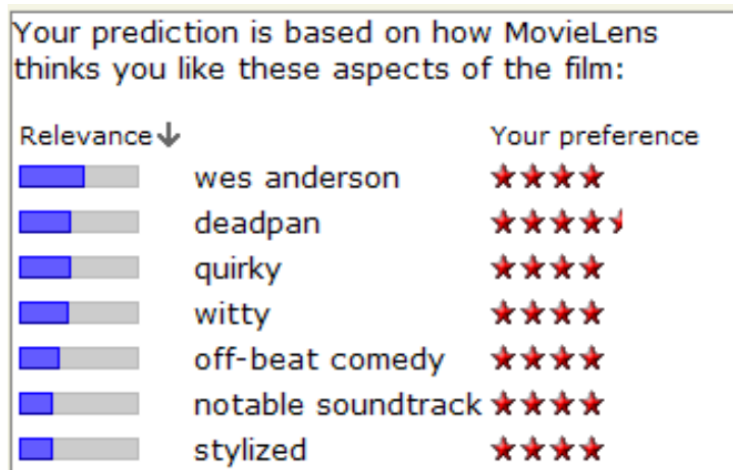 Your prediction is based on how MovieLens
thinks you like these aspects of the film:
Relevance Your preference
wes anderson
deadpan
quirky
witty
off-beat comedy
notable soundtrack
stylized